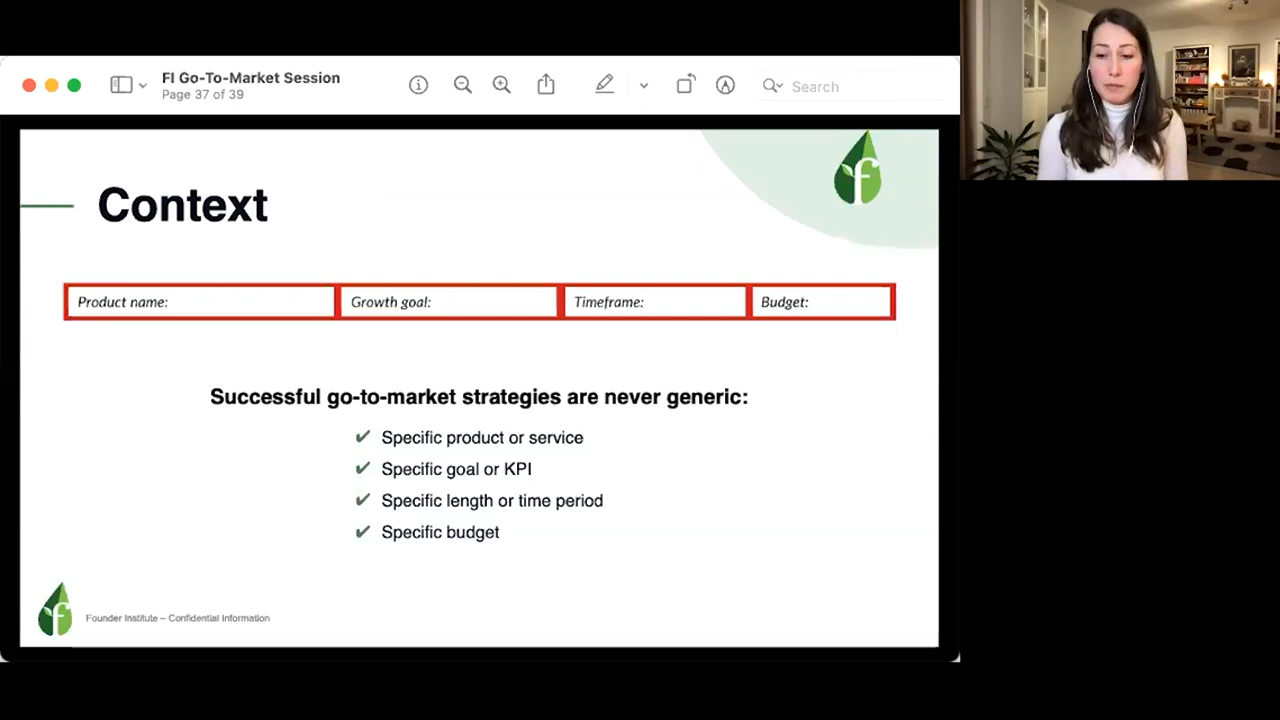 FI Go-To-Market Session
Page 37 of 39
Search
Context
Product name:
Growth goal:
Timeframe:
Budget:
Successful go-to-market strategies are never generic:
✔ Specific product or service
✔ Specific goal or KPI
✔ Specific length or time period
✔ Specific budget
Founder Institute – Confidential Information